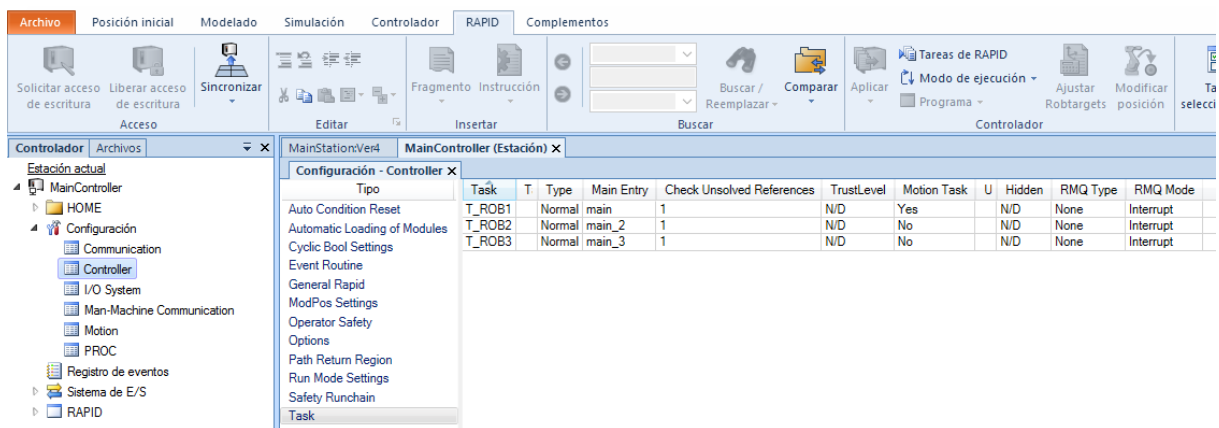 Archivo Posición inicial Modelado Simulación Controlador RAPID Complementos
Solicitar acceso de escritura
Liberar acceso de escritura
Sincronizar
Acceso
Editar
Fragmento Instrucción
Insertar
Buscar / Reemplazar
Comparar
Buscar
Aplicar
Tareas de RAPID
Modo de ejecución
Programa
Ajustar Robtargets
Modificar posición
Ta
selecci
Controlador
Controlador Archivos
Estación actual
MainController
HOME
Configuración
Communication
Controller
I/O System
Man-Machine Communication
Motion
PROC
Registro de eventos
Sistema de E/S
RAPID
MainStation:Ver4 MainController (Estación) X
Configuración - Controller X
Tipo
Auto Condition Reset
Automatic Loading of Modules
Cyclic Bool Settings
Event Routine
General Rapid
ModPos Settings
Operator Safety
Options
Path Return Region
Run Mode Settings
Safety Runchain
Task
Task T Type Main Entry Check Unsolved References TrustLevel Motion Task U Hidden RMQ Type RMQ Mode
T_ROB1 Normal main 1 N/D Yes N/D None Interrupt
T_ROB2 Normal main_2 1 N/D No N/D None Interrupt
T_ROB3 Normal main_3 1 N/D No N/D None Interrupt